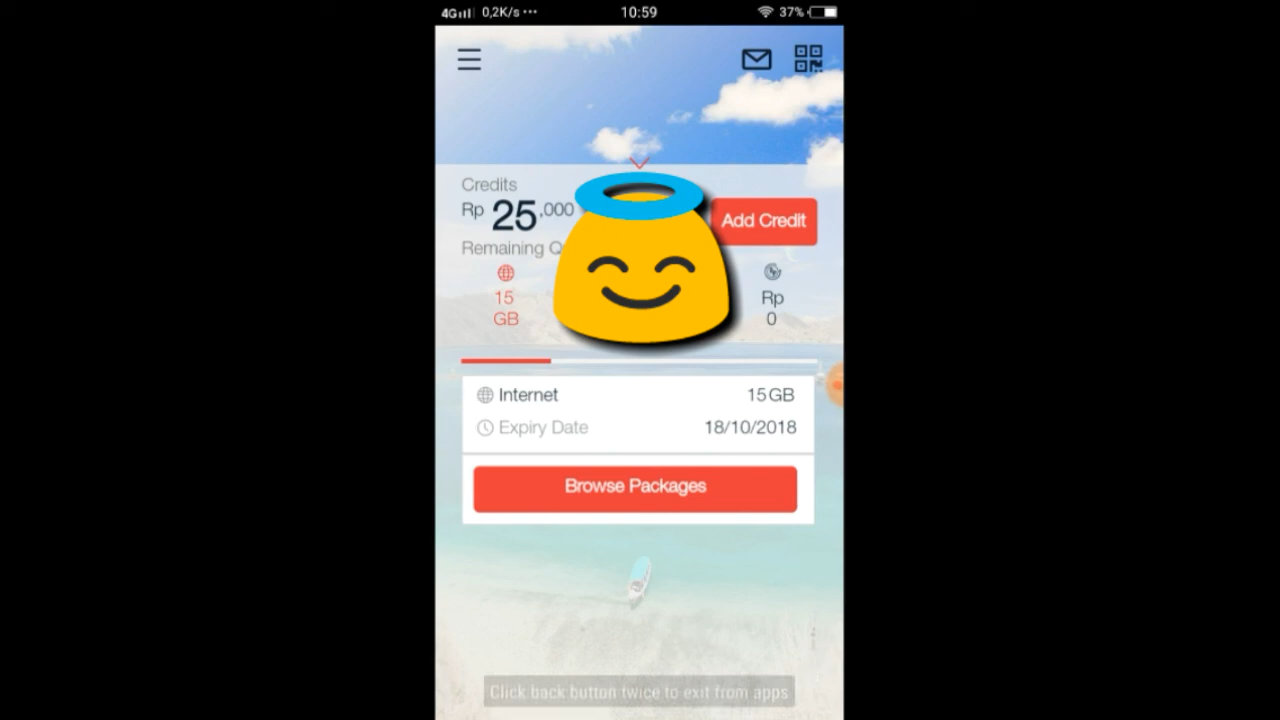 4G 0,2K/s ··· 10:59 37%
Credits
Rp 25,000
Add Credit
Remaining Q
15
GB
Rp
0
Internet 15GB
Expiry Date 18/10/2018
Browse Packages
Click back button twice to exit from apps